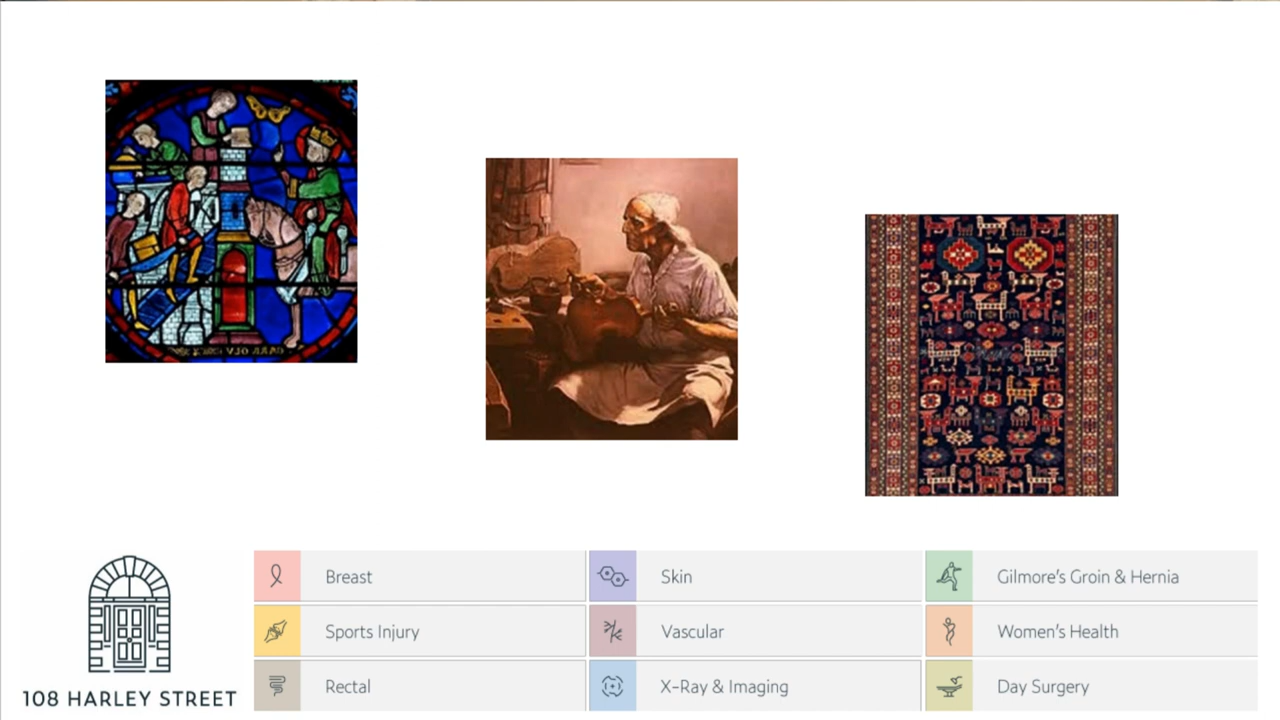 Breast
Skin
Gilmore's Groin & Hernia
Sports Injury
Vascular
Women's Health
Rectal
X-Ray & Imaging
Day Surgery
108 HARLEY STREET